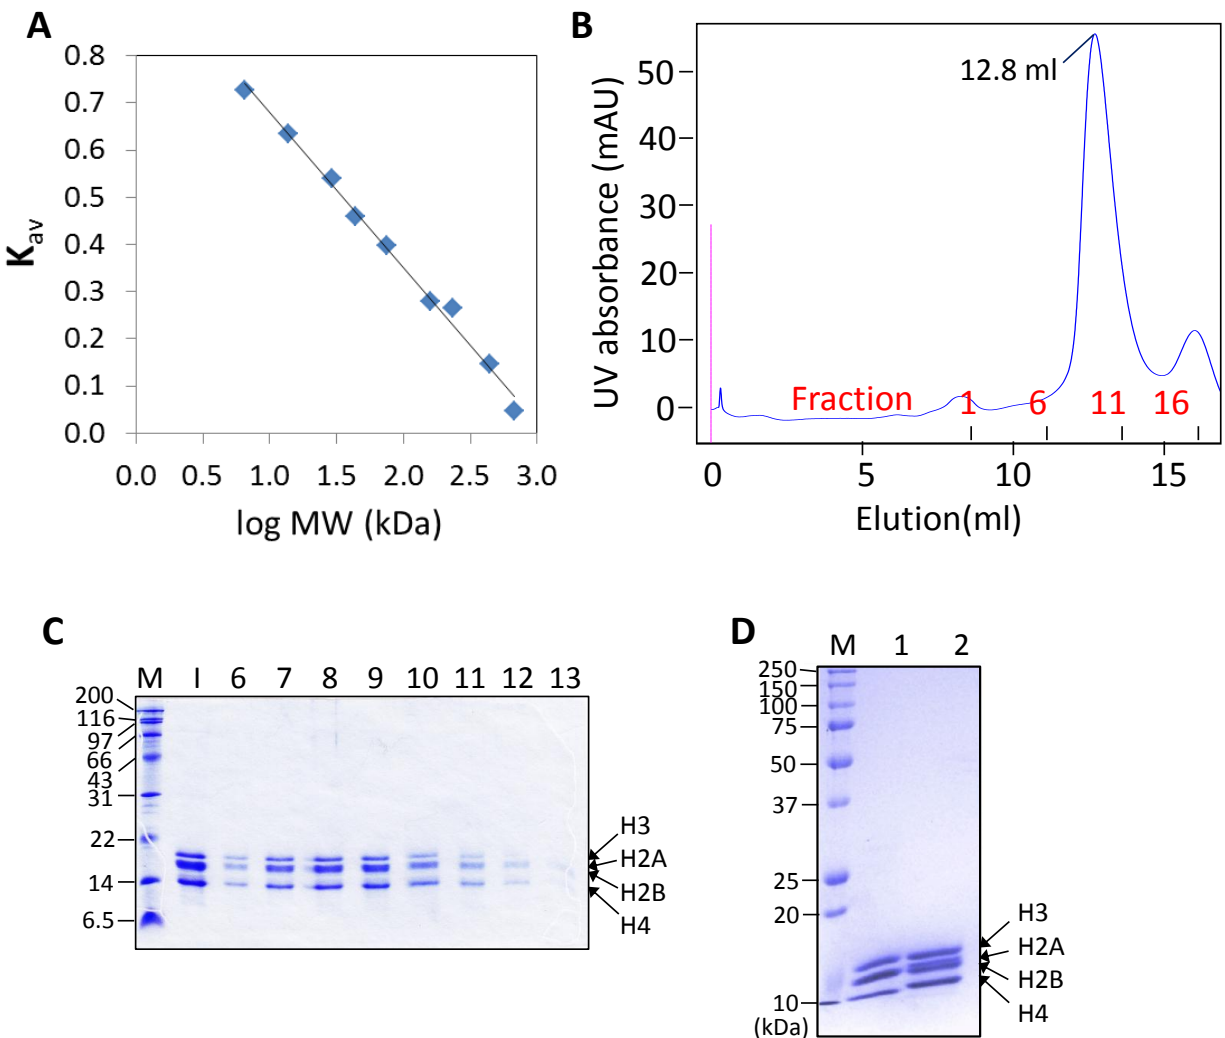 A
K_av
0.8
0.7
0.6
0.5
0.4
0.3
0.2
0.1
0.0
0.0 0.5 1.0 1.5 2.0 2.5 3.0
log MW (kDa)
B
UV absorbance (mAU)
50
40
30
20
10
0
12.8 ml
Fraction 1 6 11 16
0 5 10 15
Elution(ml)
C
M I 6 7 8 9 10 11 12 13
200
116
97
66
43
31
22
14
6.5
H3
H2A
H2B
H4
D
M 1 2
250
150
100
75
50
37
25
20
10
(kDa)
H3
H2A
H2B
H4